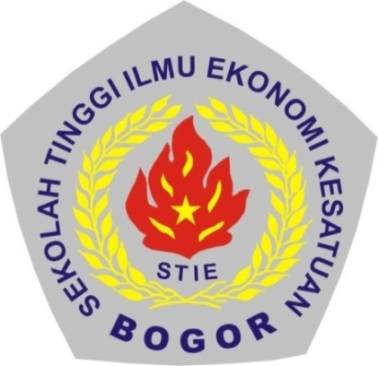 SEKOLAH TINGGI ILMU EKONOMI KESATUAN
STIE
BOGOR